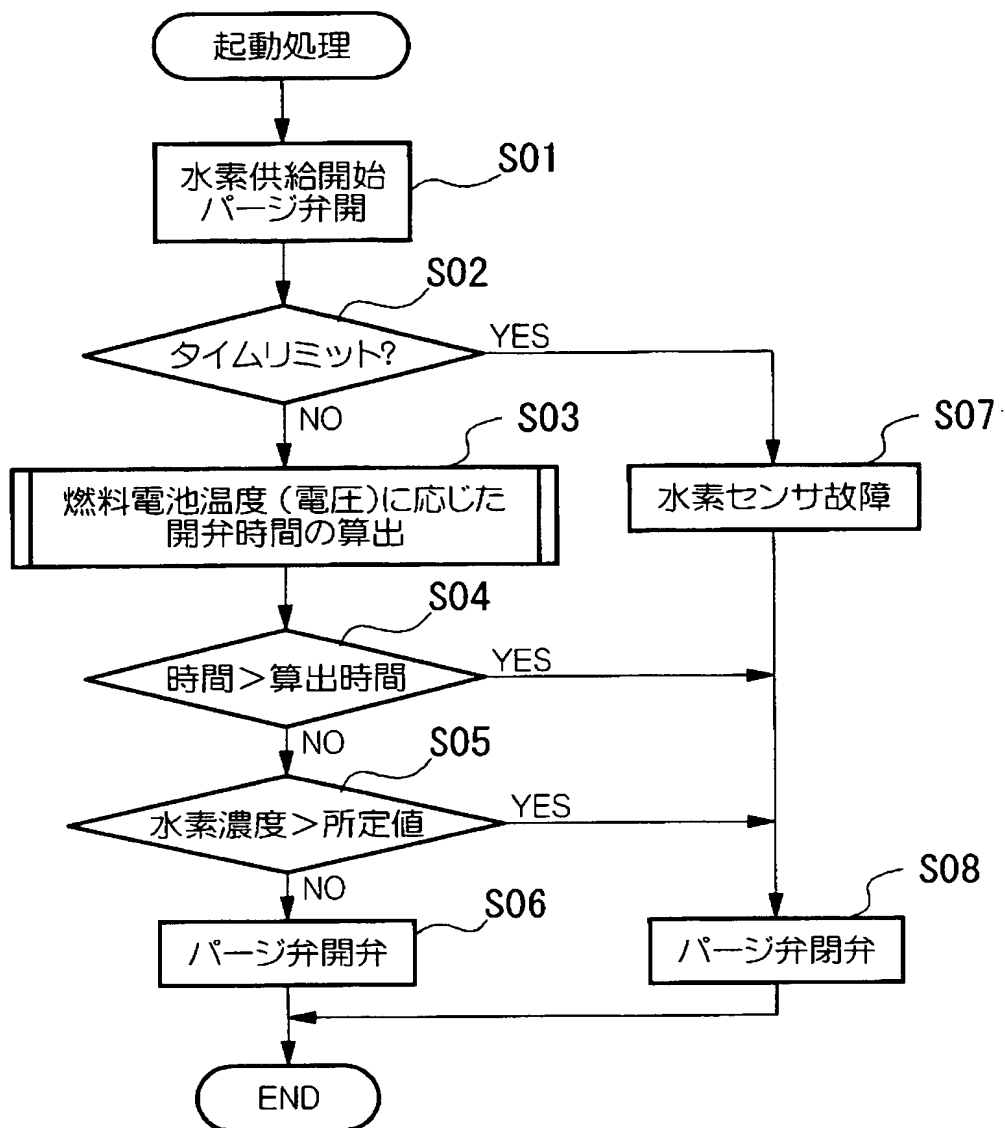 起動処理
水素供給開始
パージ弁開
S01
S02
タイムリミット?
YES
NO
S03
燃料電池温度(電圧)に応じた
開弁時間の算出
S07
水素センサ故障
S04
時間>算出時間
YES
NO
S05
水素濃度>所定値
YES
NO
S06
パージ弁開弁
S08
パージ弁閉弁
END